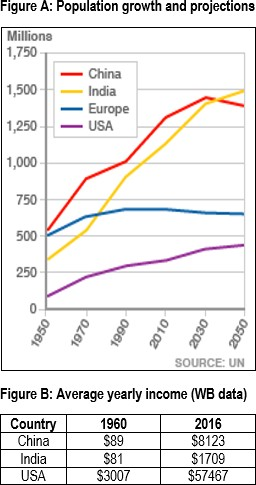 Figure A: Population growth and projections
Millions
1,750
1,500
1,250
1,000
750
500
250
0
China
India
Europe
USA
1950
1970
1990
2010
2030
2050
SOURCE: UN
Figure B: Average yearly income (WB data)
Country 1960 2016
China $89 $8123
India $81 $1709
USA $3007 $57467